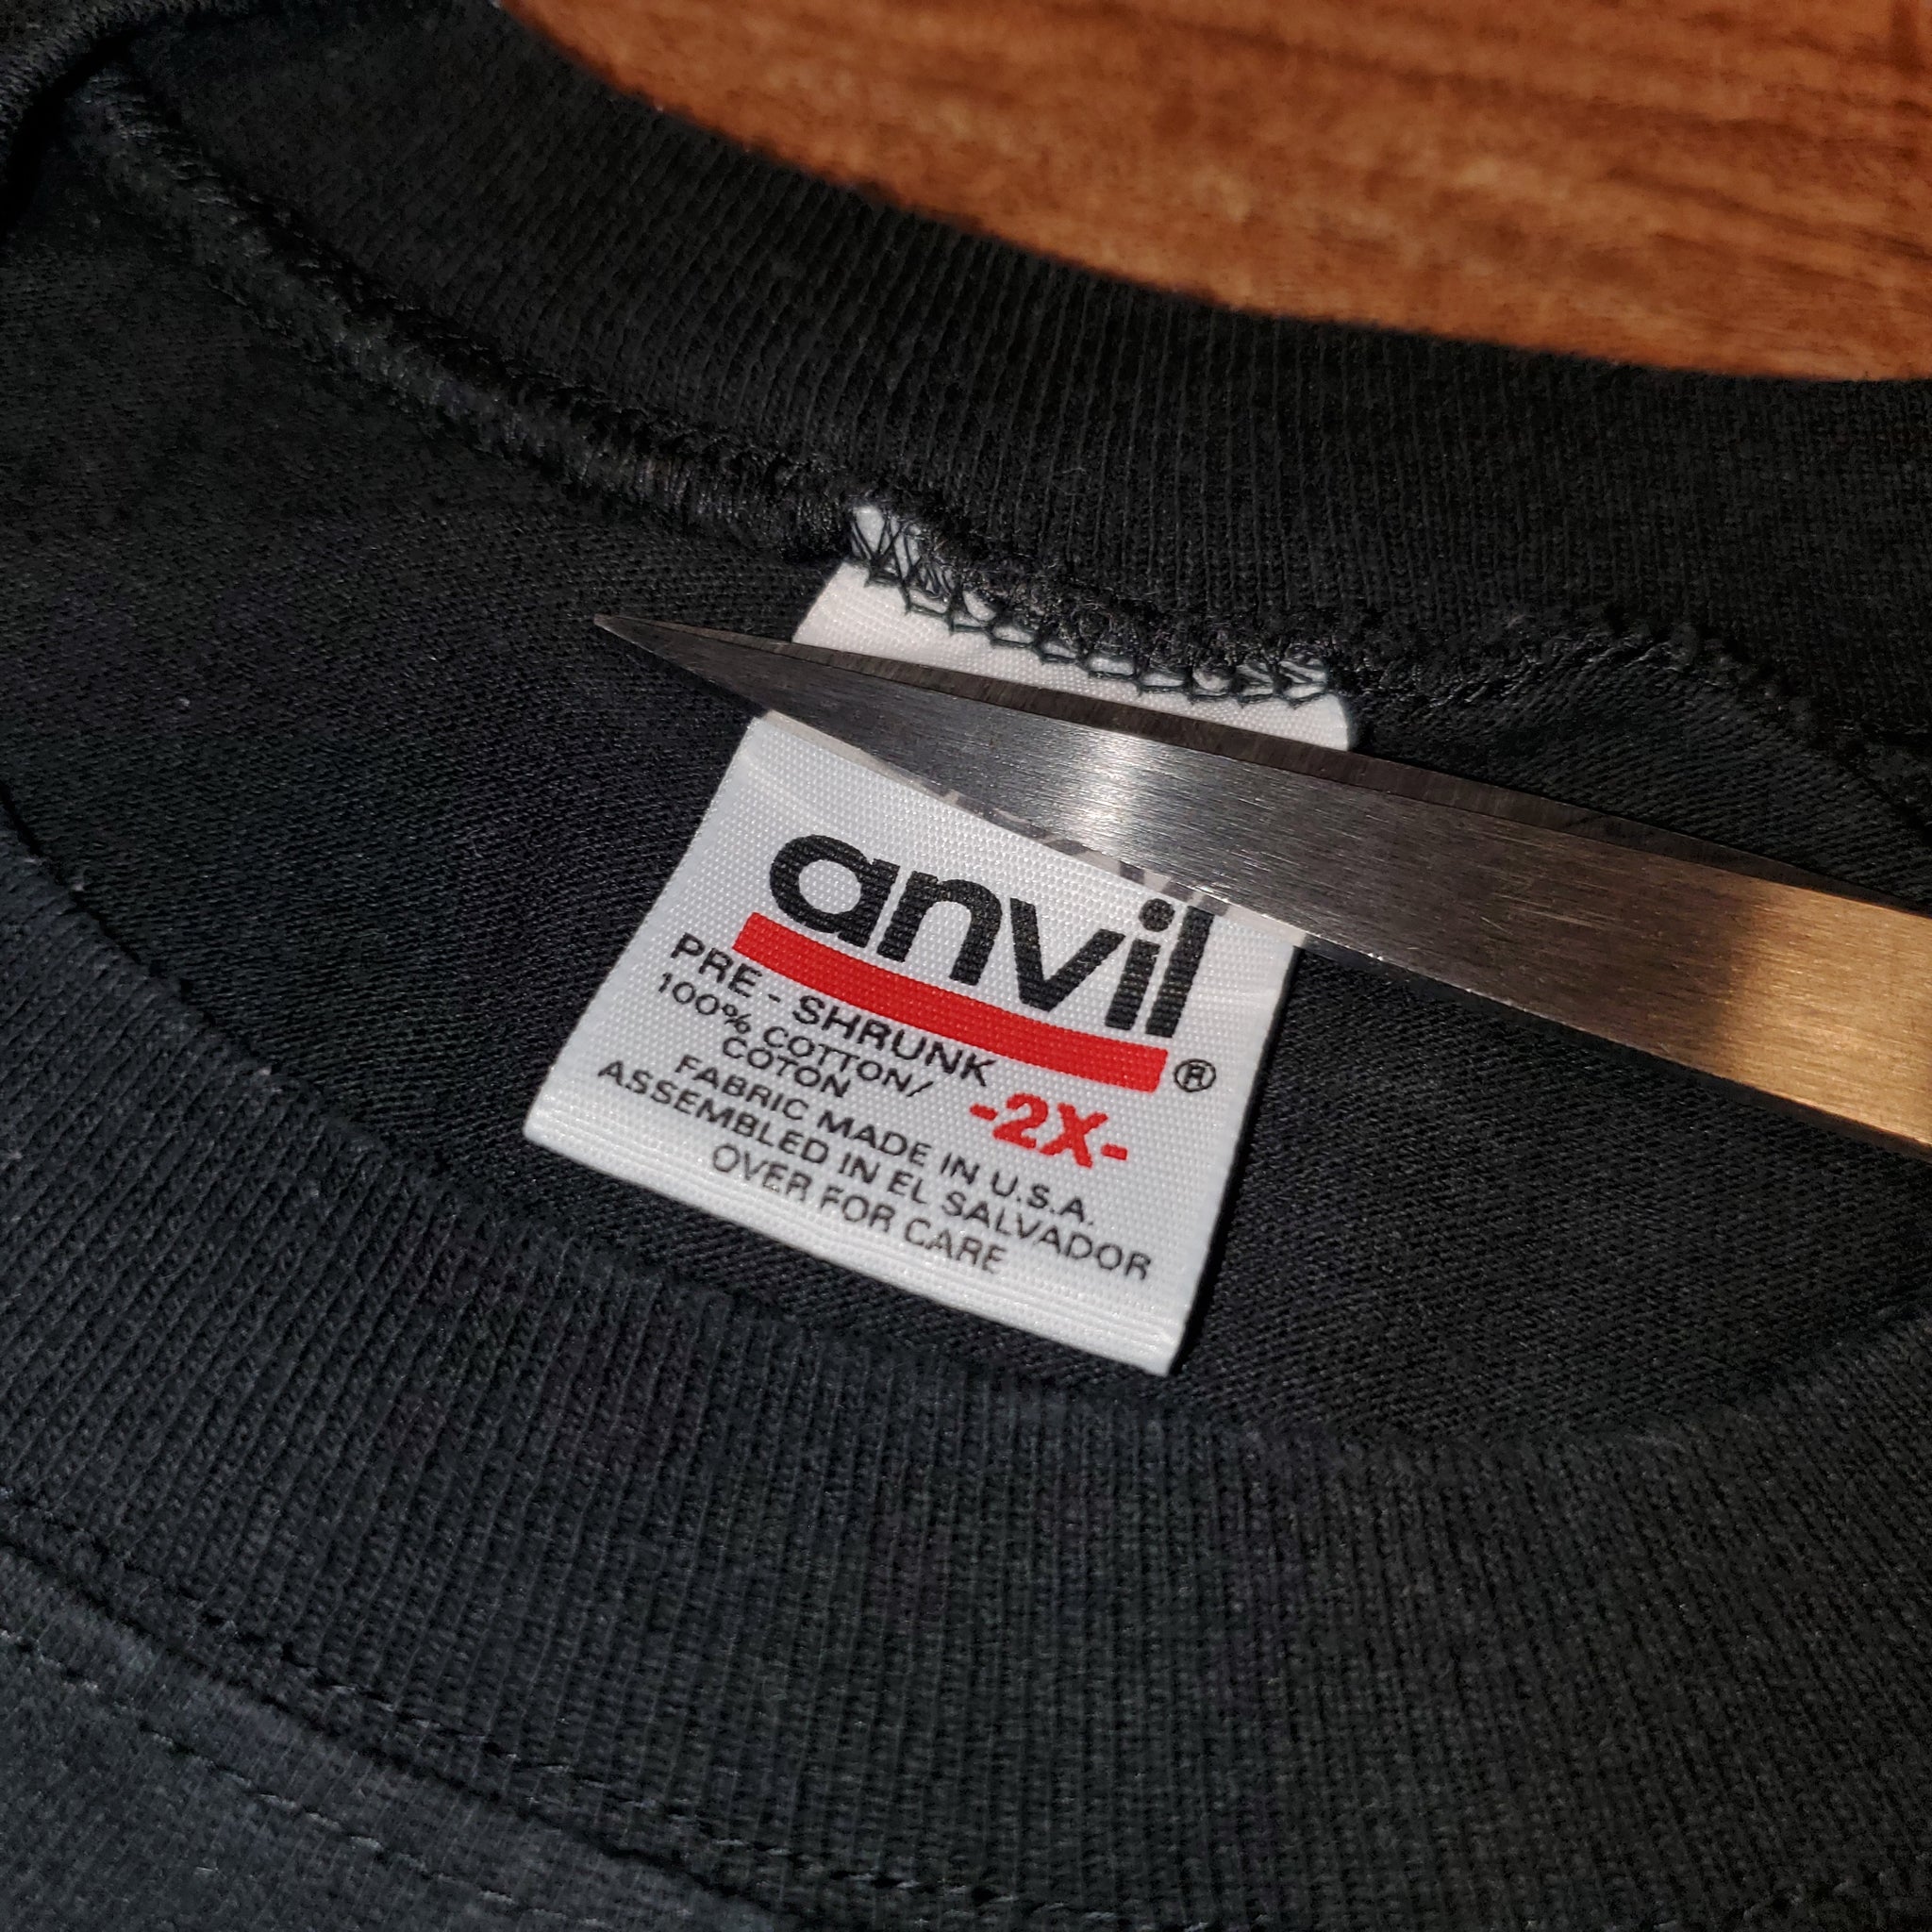 anvil
®
PRE - SHRUNK
100% COTTON/
COTON
-2X-
FABRIC MADE IN U.S.A.
ASSEMBLED IN EL SALVADOR
OVER FOR CARE